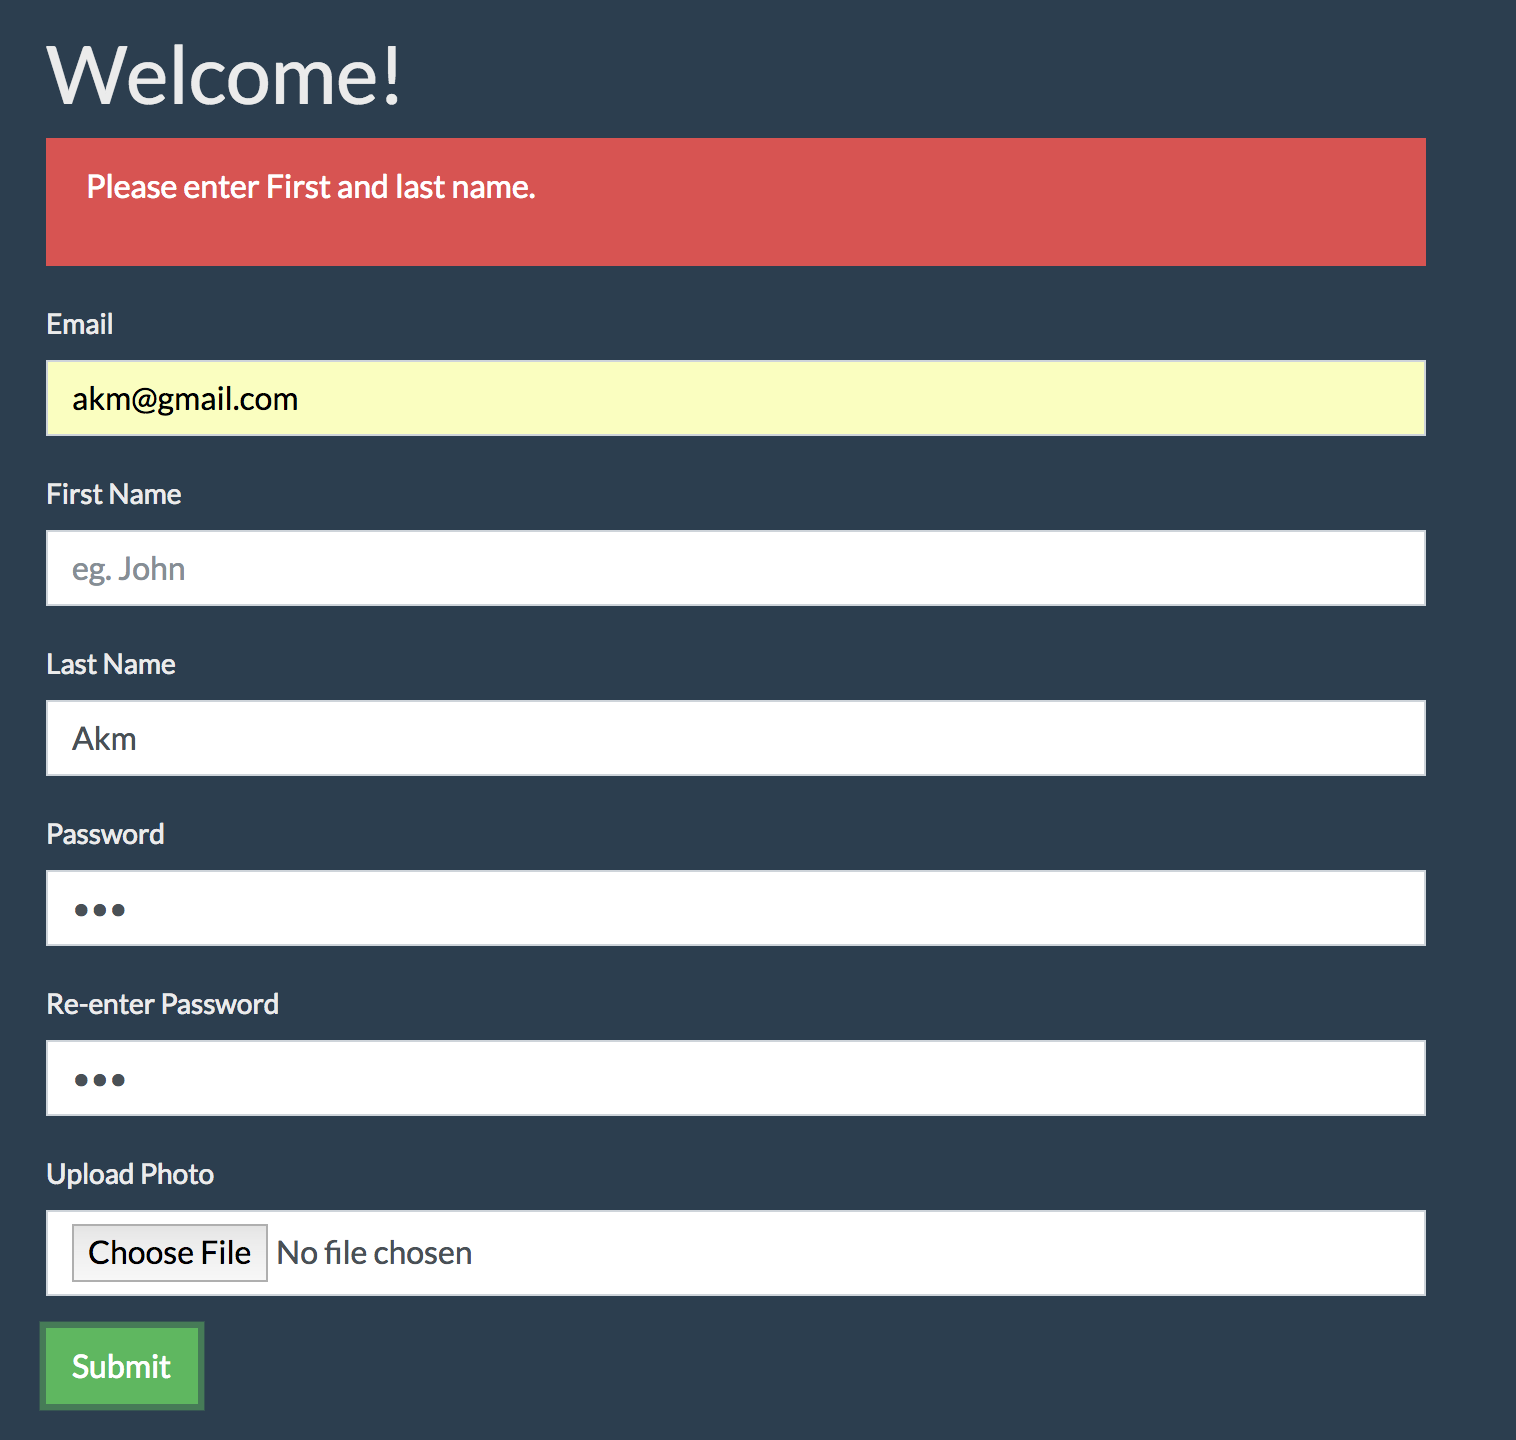 Welcome!
Please enter First and last name.
Email
akm@gmail.com
First Name
eg. John
Last Name
Akm
Password
•••
Re-enter Password
•••
Upload Photo
Choose File No file chosen
Submit